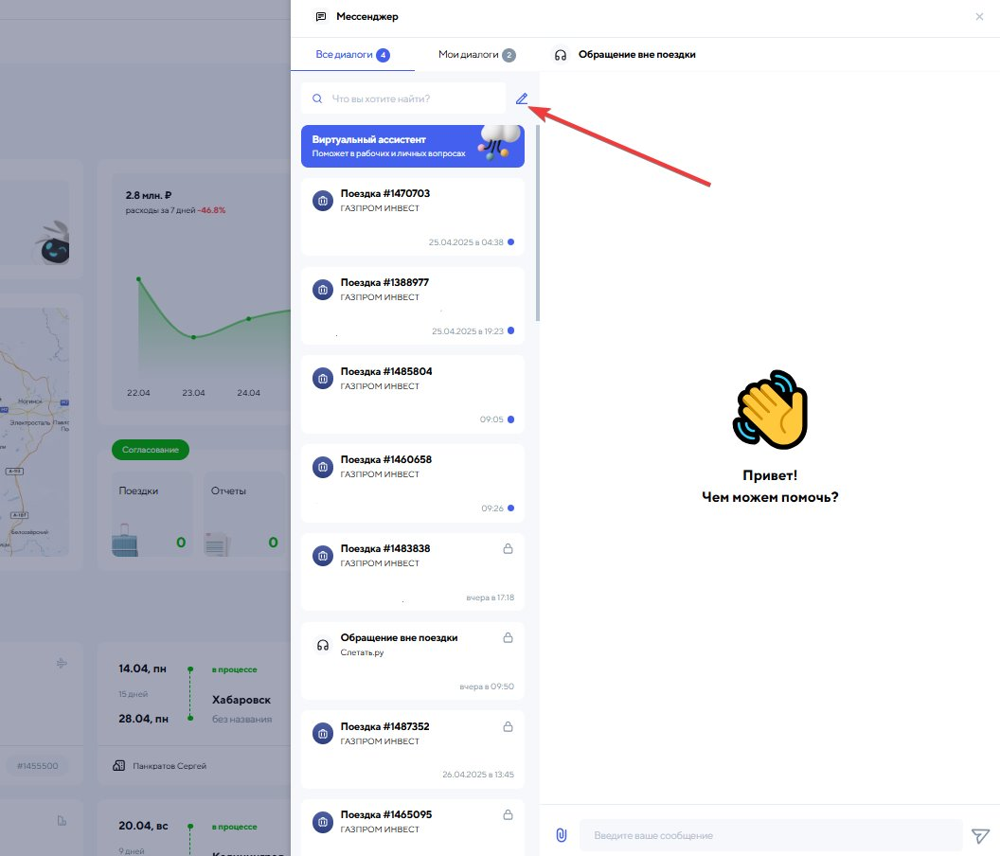 Мессенджер
Все диалоги 4
Мои диалоги 2
Обращение вне поездки
Что вы хотите найти?
Виртуальный ассистент
Поможет в рабочих и личных вопросах
Поездка #1470703
ГАЗПРОМ ИНВЕСТ
25.04.2025 в 04:38
Поездка #1388977
ГАЗПРОМ ИНВЕСТ
25.04.2025 в 19:23
Поездка #1485804
ГАЗПРОМ ИНВЕСТ
09:05
Поездка #1460658
ГАЗПРОМ ИНВЕСТ
09:26
Поездка #1483838
ГАЗПРОМ ИНВЕСТ
вчера в 17:18
Обращение вне поездки
Слетать.ру
вчера в 09:50
Поездка #1487352
ГАЗПРОМ ИНВЕСТ
26.04.2025 в 13:45
Поездка #1465095
ГАЗПРОМ ИНВЕСТ
Привет!
Чем можем помочь?
Введите ваше сообщение
2.8 млн. ₽
расходы за 7 дней -46.8%
22.04 23.04 24.04
Ногинск
Электросталь
А-113
А-107
Белоозёрский
Согласование
Поездки
0
Отчеты
0
14.04, пн
в процессе
15 дней
Хабаровск
28.04, пн
без названия
#1455500
Панкратов Сергей
20.04, вс
в процессе
9 дней